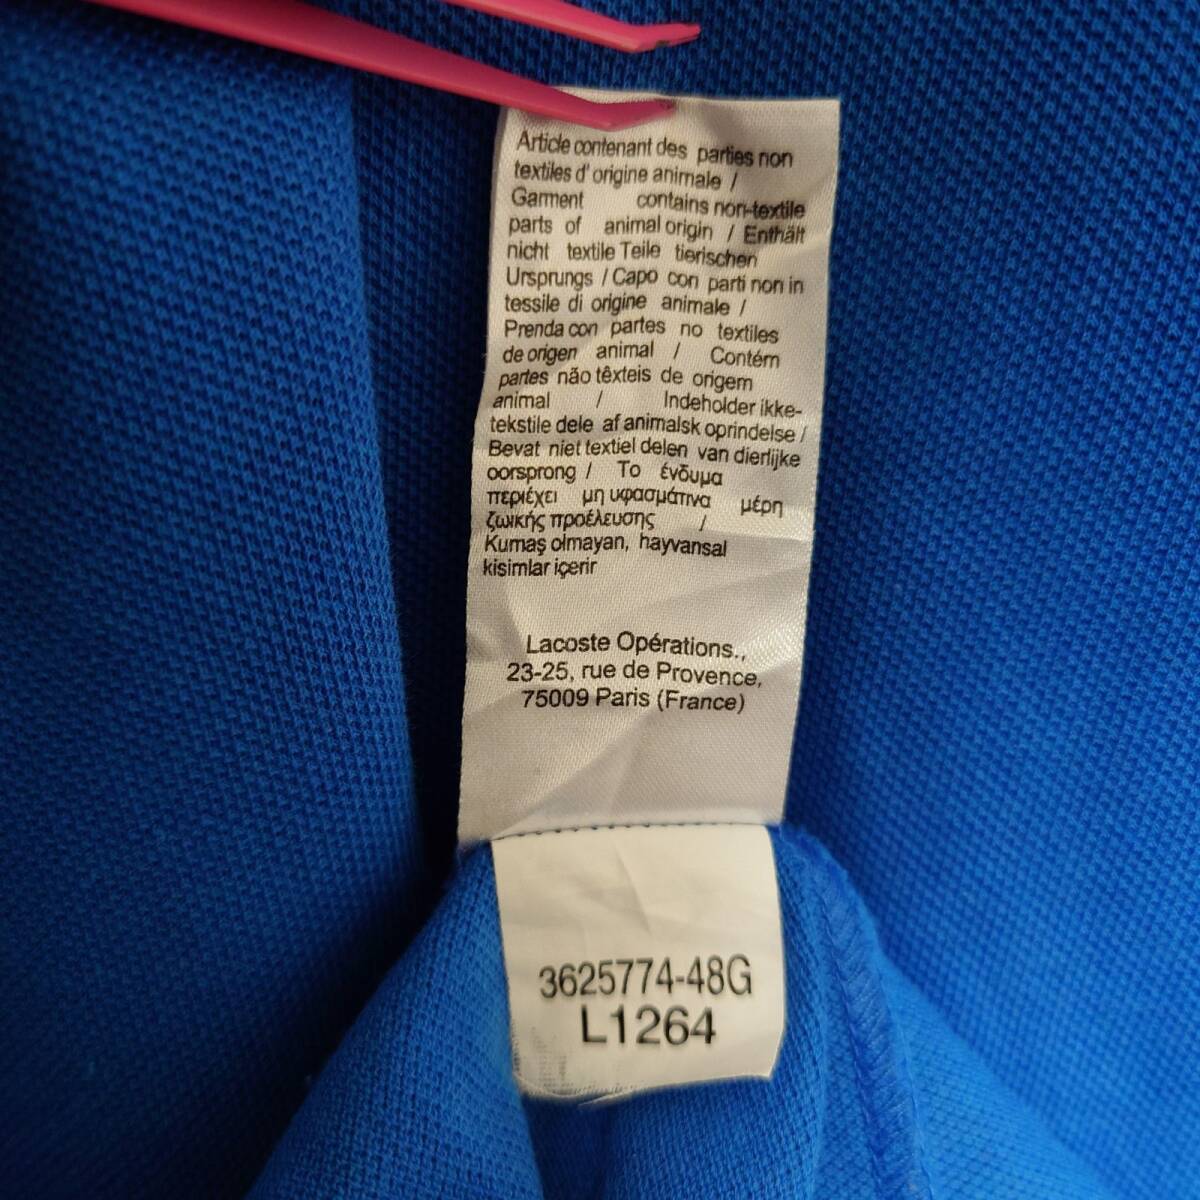 Article contenant des parties non
textiles d' origine animale /
Garment contains non-textile
parts of animal origin / Enthält
nicht textile Teile tierischen
Ursprungs / Capo con parti non in
tessile di origine animale /
Prenda con partes no textiles
de origen animal / Contém
partes não têxteis de origem
animal / Indeholder ikke-
tekstile dele af animalsk oprindelse /
Bevat niet textiel delen van dierlijke
oorsprong / Το ένδυμα
περιέχει μη υφασμάτινα μέρη
ζωικής προέλευσης /
Kumaş olmayan, hayvansal
kisimlar içerir
Lacoste Opérations.,
23-25, rue de Provence,
75009 Paris (France)
3625774-48G
L1264